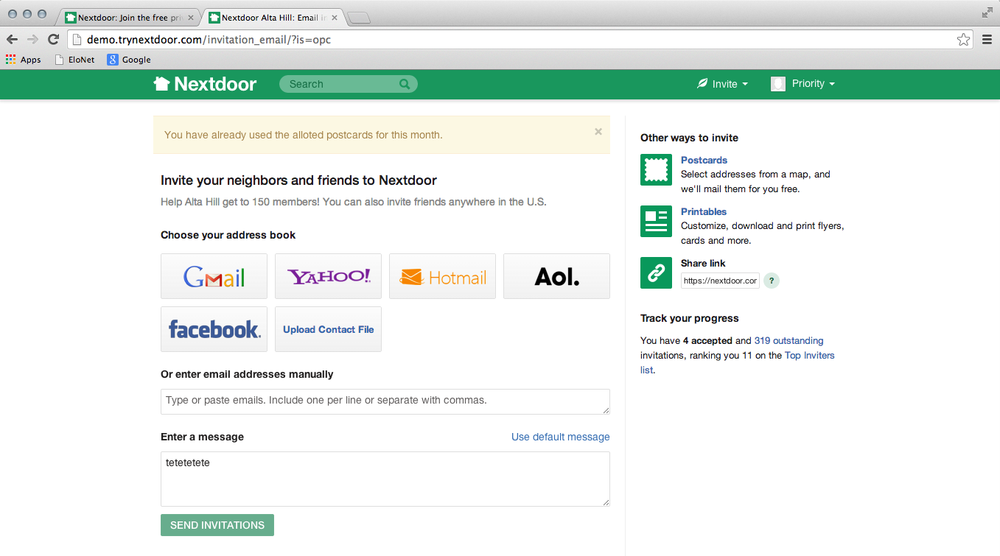 Nextdoor: Join the free pri
Nextdoor Alta Hill: Email in
demo.trynextdoor.com/invitation_email/?is=opc
Apps
EloNet
Google
Nextdoor
Search
Invite
Priority
You have already used the alloted postcards for this month.
Invite your neighbors and friends to Nextdoor
Help Alta Hill get to 150 members! You can also invite friends anywhere in the U.S.
Choose your address book
Gmail
YAHOO!
Hotmail
Aol.
facebook.
Upload Contact File
Or enter email addresses manually
Type or paste emails. Include one per line or separate with commas.
Enter a message
Use default message
tetetetete
SEND INVITATIONS
Other ways to invite
Postcards
Select addresses from a map, and
we'll mail them for you free.
Printables
Customize, download and print flyers,
cards and more.
Share link
https://nextdoor.cor
?
Track your progress
You have 4 accepted and 319 outstanding
invitations, ranking you 11 on the Top Inviters
list.